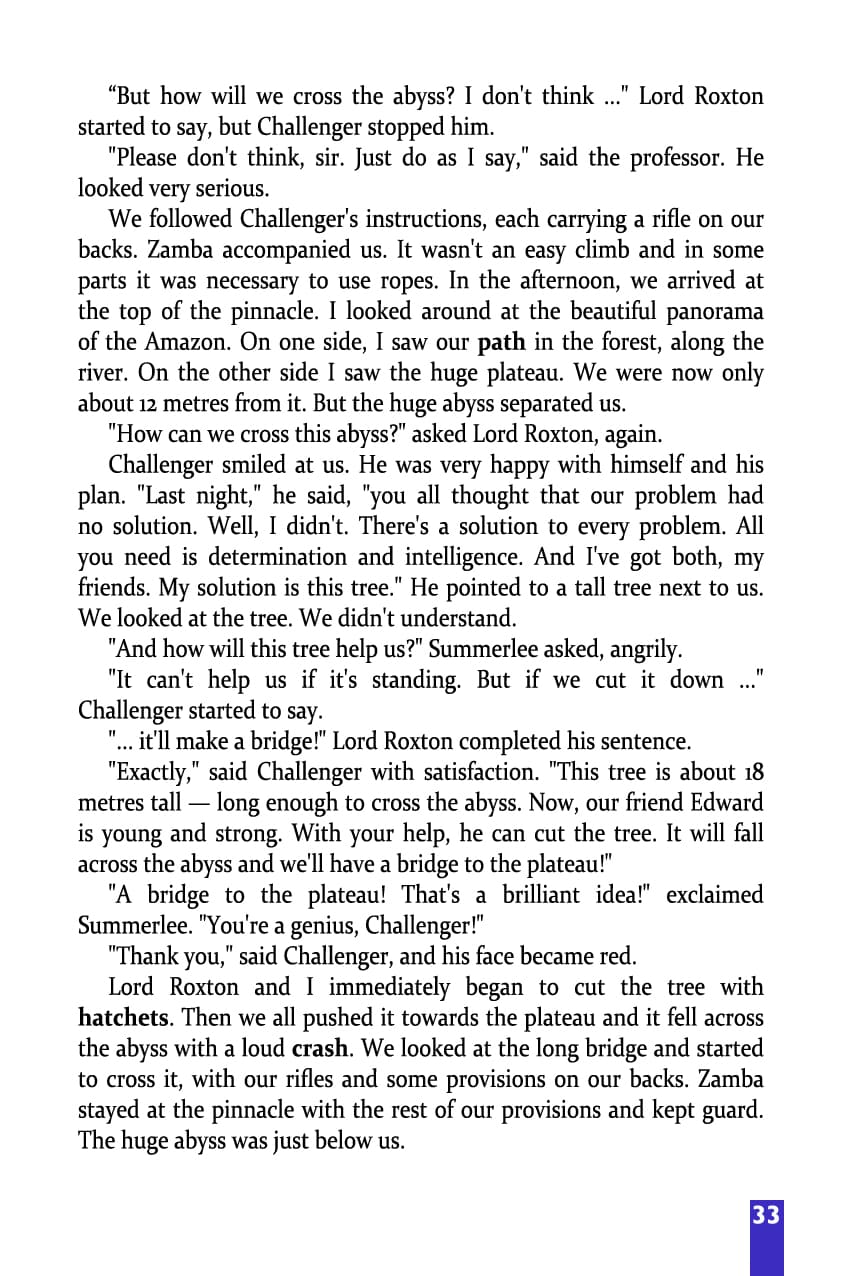 “But how will we cross the abyss? I don't think ..." Lord Roxton
started to say, but Challenger stopped him.
"Please don't think, sir. Just do as I say," said the professor. He
looked very serious.
We followed Challenger's instructions, each carrying a rifle on our
backs. Zamba accompanied us. It wasn't an easy climb and in some
parts it was necessary to use ropes. In the afternoon, we arrived at
the top of the pinnacle. I looked around at the beautiful panorama
of the Amazon. On one side, I saw our path in the forest, along the
river. On the other side I saw the huge plateau. We were now only
about 12 metres from it. But the huge abyss separated us.
"How can we cross this abyss?" asked Lord Roxton, again.
Challenger smiled at us. He was very happy with himself and his
plan. "Last night," he said, "you all thought that our problem had
no solution. Well, I didn't. There's a solution to every problem. All
you need is determination and intelligence. And I've got both, my
friends. My solution is this tree." He pointed to a tall tree next to us.
We looked at the tree. We didn't understand.
"And how will this tree help us?" Summerlee asked, angrily.
"It can't help us if it's standing. But if we cut it down ..."
Challenger started to say.
"... it'll make a bridge!" Lord Roxton completed his sentence.
"Exactly," said Challenger with satisfaction. "This tree is about 18
metres tall — long enough to cross the abyss. Now, our friend Edward
is young and strong. With your help, he can cut the tree. It will fall
across the abyss and we'll have a bridge to the plateau!"
"A bridge to the plateau! That's a brilliant idea!" exclaimed
Summerlee. "You're a genius, Challenger!"
"Thank you," said Challenger, and his face became red.
Lord Roxton and I immediately began to cut the tree with
hatchets. Then we all pushed it towards the plateau and it fell across
the abyss with a loud crash. We looked at the long bridge and started
to cross it, with our rifles and some provisions on our backs. Zamba
stayed at the pinnacle with the rest of our provisions and kept guard.
The huge abyss was just below us.
33